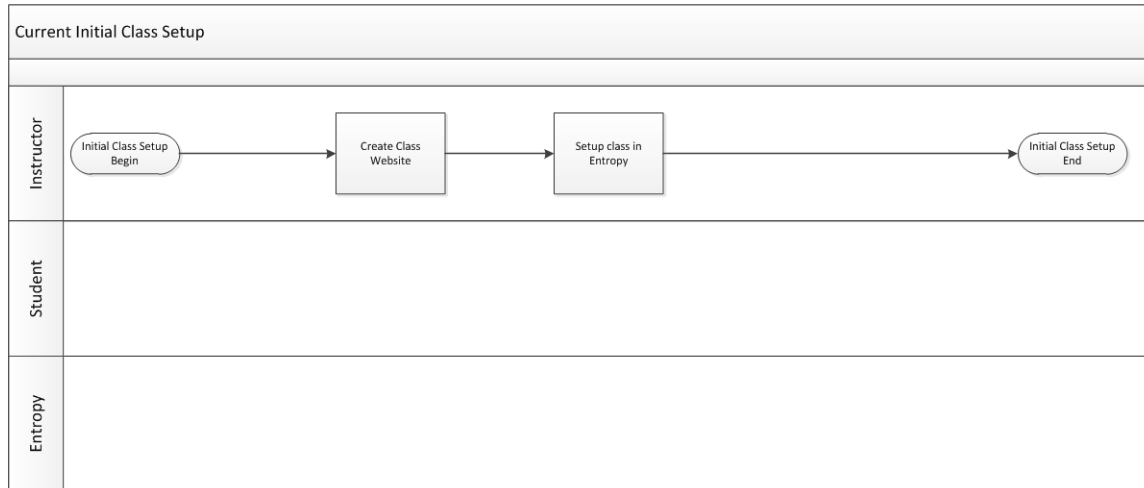 Current Initial Class Setup
Instructor
Initial Class Setup
Begin
Create Class
Website
Setup class in
Entropy
Initial Class Setup
End
Student
Entropy